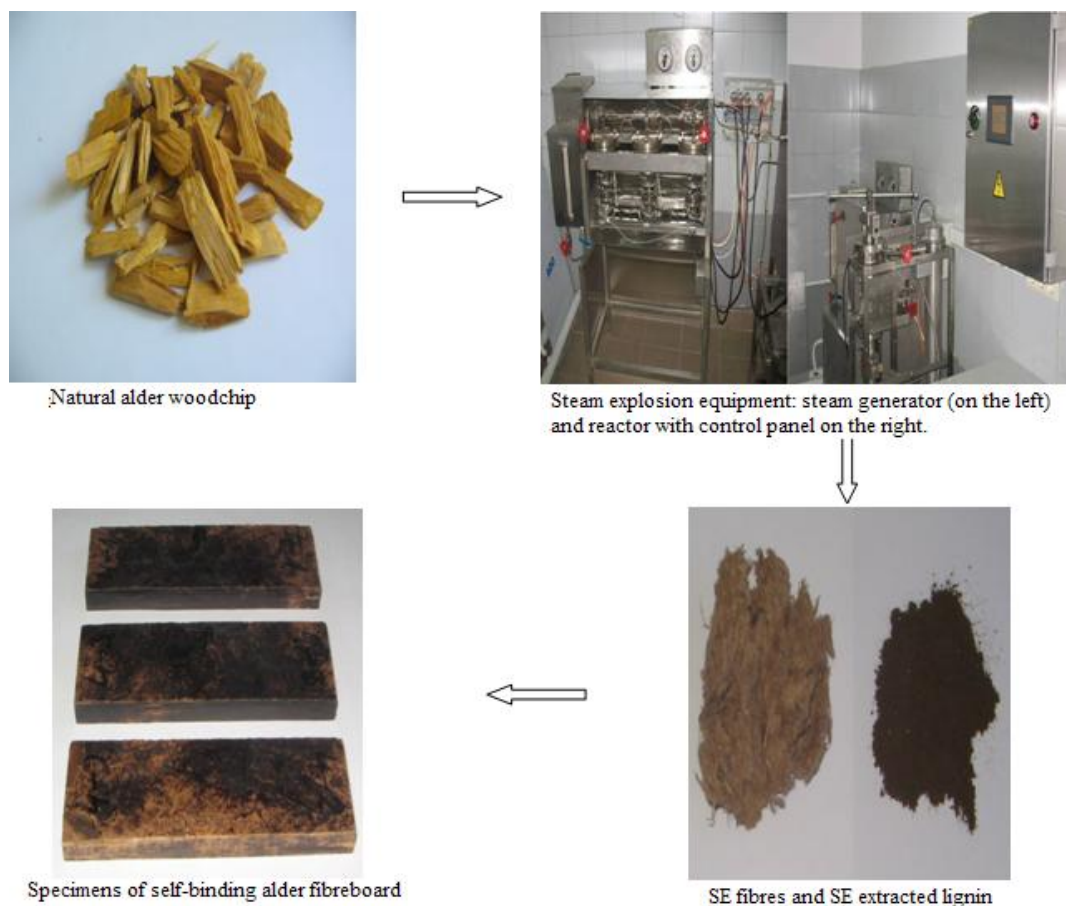 Natural alder woodchip
Steam explosion equipment: steam generator (on the left)
and reactor with control panel on the right.
Specimens of self-binding alder fibreboard
SE fibres and SE extracted lignin